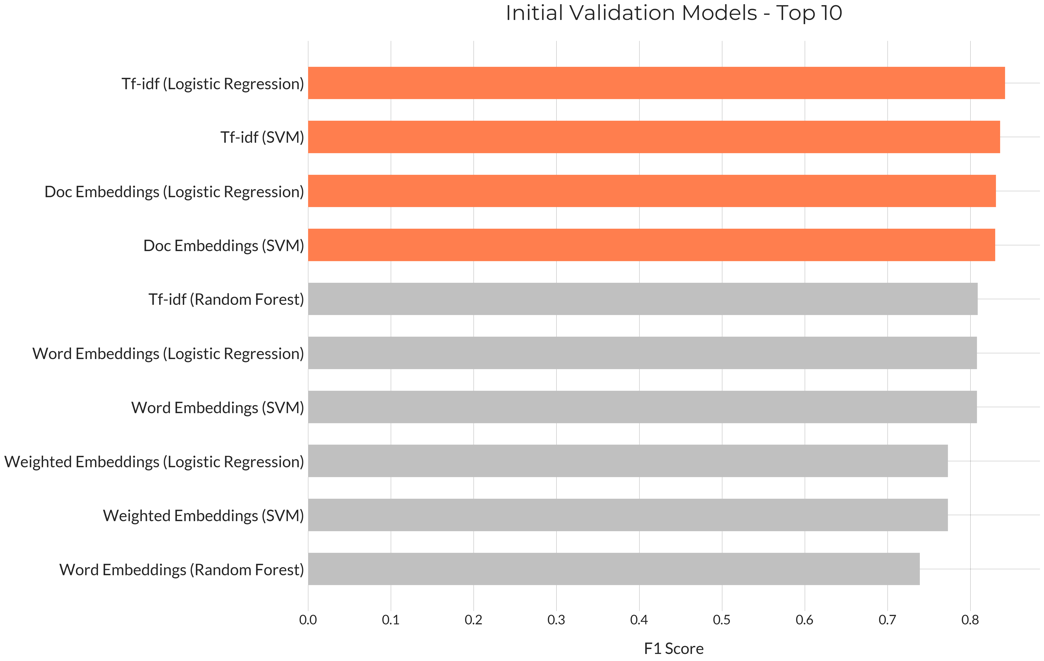 Initial Validation Models - Top 10
Tf-idf (Logistic Regression)
Tf-idf (SVM)
Doc Embeddings (Logistic Regression)
Doc Embeddings (SVM)
Tf-idf (Random Forest)
Word Embeddings (Logistic Regression)
Word Embeddings (SVM)
Weighted Embeddings (Logistic Regression)
Weighted Embeddings (SVM)
Word Embeddings (Random Forest)
0.0 0.1 0.2 0.3 0.4 0.5 0.6 0.7 0.8
F1 Score